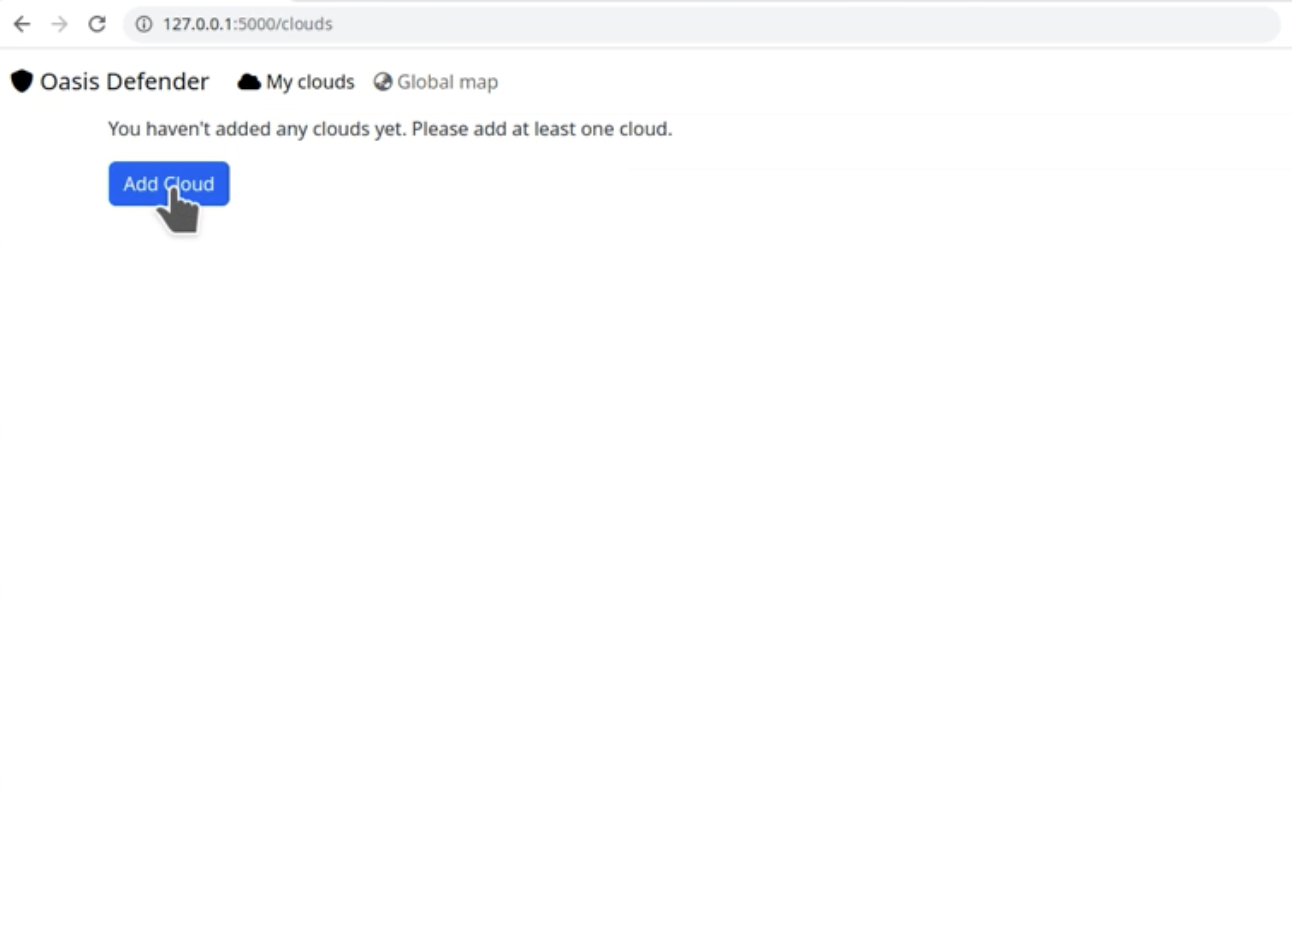 127.0.0.1:5000/clouds
Oasis Defender My clouds Global map
You haven't added any clouds yet. Please add at least one cloud.
Add Cloud